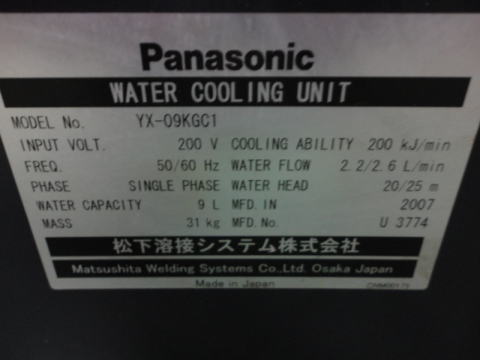 Panasonic
WATER COOLING UNIT
MODEL No. YX-09KGC1
INPUT VOLT. 200 V COOLING ABILITY 200 kJ/min
FREQ. 50/60 Hz WATER FLOW 2.2/2.6 L/min
PHASE SINGLE PHASE WATER HEAD 20/25 m
WATER CAPACITY 9 L MFD.IN 2007
MASS 31 kg MFD.No. U 3774
松下溶接システム株式会社
Matsushita Welding Systems Co.,Ltd. Osaka Japan
Made in Japan